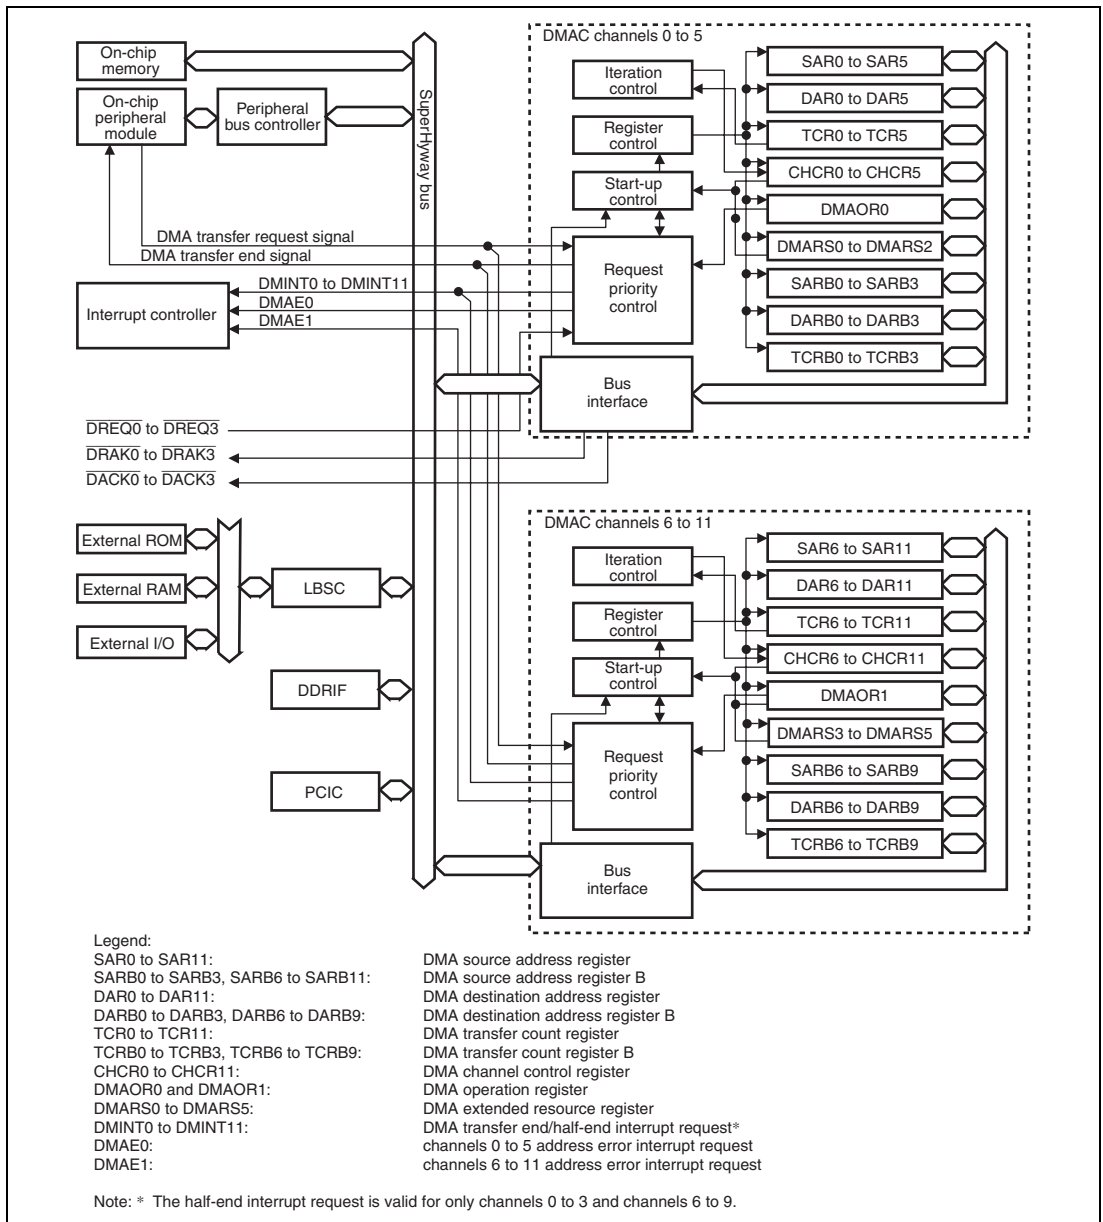 DMAC channels 0 to 5
On-chip
memory
On-chip
peripheral
module
Peripheral
bus controller
SuperHyway bus
Iteration
control
Register
control
Start-up
control
Request
priority
control
Bus
interface
SAR0 to SAR5
DAR0 to DAR5
TCR0 to TCR5
CHCR0 to CHCR5
DMAOR0
DMARS0 to DMARS2
SARB0 to SARB3
DARB0 to DARB3
TCRB0 to TCRB3
DMA transfer request signal
DMA transfer end signal
DMINT0 to DMINT11
DMAE0
DMAE1
Interrupt controller
DREQ0 to DREQ3
DRAK0 to DRAK3
DACK0 to DACK3
External ROM
External RAM
External I/O
LBSC
DDRIF
PCIC
DMAC channels 6 to 11
Iteration
control
Register
control
Start-up
control
Request
priority
control
Bus
interface
SAR6 to SAR11
DAR6 to DAR11
TCR6 to TCR11
CHCR6 to CHCR11
DMAOR1
DMARS3 to DMARS5
SARB6 to SARB9
DARB6 to DARB9
TCRB6 to TCRB9
Legend:
SAR0 to SAR11: DMA source address register
SARB0 to SARB3, SARB6 to SARB11: DMA source address register B
DAR0 to DAR11: DMA destination address register
DARB0 to DARB3, DARB6 to DARB9: DMA destination address register B
TCR0 to TCR11: DMA transfer count register
TCRB0 to TCRB3, TCRB6 to TCRB9: DMA transfer count register B
CHCR0 to CHCR11: DMA channel control register
DMAOR0 and DMAOR1: DMA operation register
DMARS0 to DMARS5: DMA extended resource register
DMINT0 to DMINT11: DMA transfer end/half-end interrupt request*
DMAE0: channels 0 to 5 address error interrupt request
DMAE1: channels 6 to 11 address error interrupt request
Note: * The half-end interrupt request is valid for only channels 0 to 3 and channels 6 to 9.